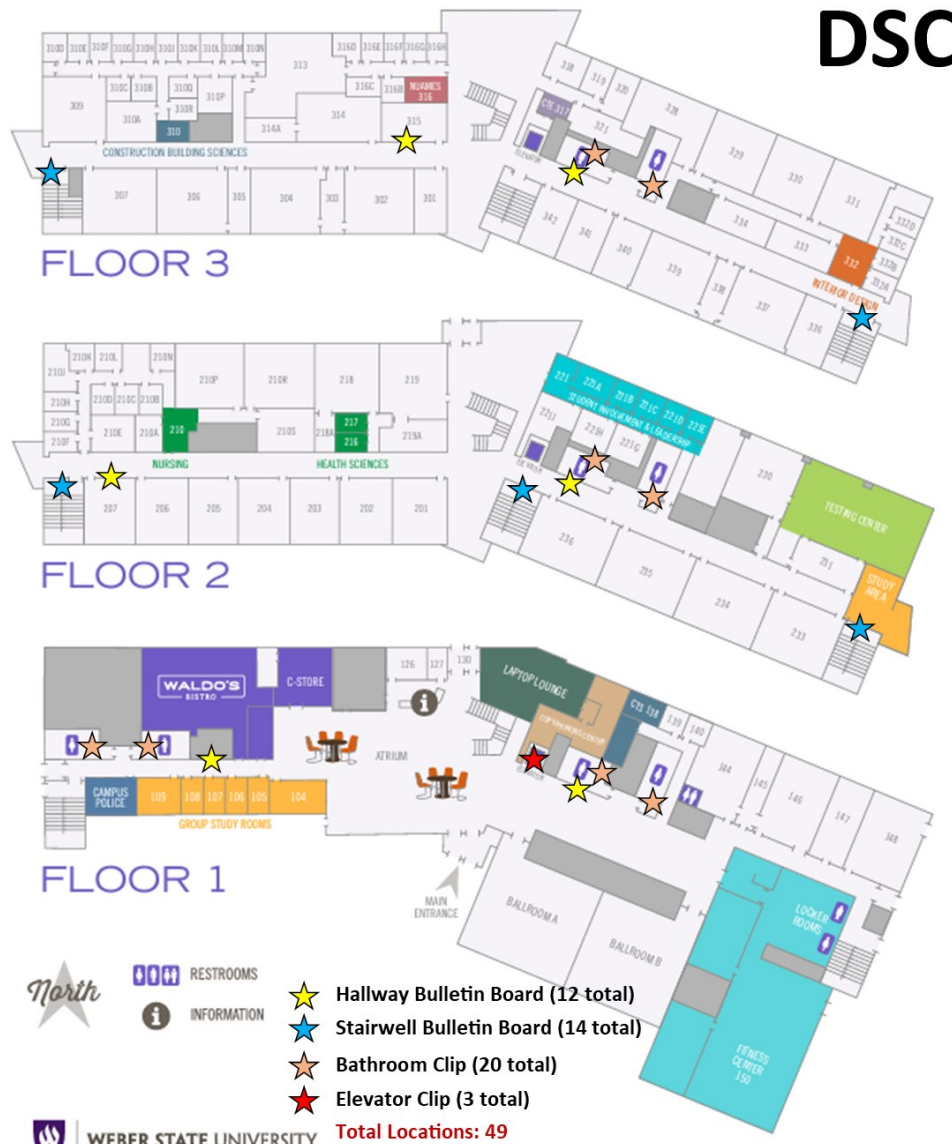 DSC
310D 310E 310F 310G 310H 310J 310K 310L 310M 310N
313
316D 316E 316F 316G 316H
309
310C 310B
310Q
310P
310R
310A
310
314A
314
316C 316B
NUAMES
316
315
CONSTRUCTION BUILDING SCIENCES
307 306 305 304 303 302 301
318 319 320 328
CTE 317
321
ELEVATOR
329 330 331
332D
332C
332B
332A
334 333 332
INTERIOR DESIGN
342 341 340 339 338 337 336
FLOOR 3
210K 210L 210N
210J
210P 210R 218 219
210H
210D 210C 210B
210G
210F
210E 210A 210
210S
218A
217
216
219A
NURSING
HEALTH SCIENCES
207 206 205 204 203 202 201
221 221A 221B 221C 221D 221E
STUDENT INVOLVEMENT & LEADERSHIP
221J 221H 221G
ELEVATOR
230
TESTING CENTER
231
STUDY
AREA
236 235 234 233
FLOOR 2
WALDO'S
BISTRO
C-STORE
126 127 130
i
ATRIUM
LAPTOP LOUNGE
CTS 138
139 140
144 145 146 147 148
CAMPUS
POLICE
109 108 107 106 105 104
GROUP STUDY ROOMS
FLOOR 1
MAIN
ENTRANCE
BALLROOM A
BALLROOM B
LOCKER
ROOMS
FITNESS
CENTER
150
North
RESTROOMS
i INFORMATION
Hallway Bulletin Board (12 total)
Stairwell Bulletin Board (14 total)
Bathroom Clip (20 total)
Elevator Clip (3 total)
Total Locations: 49
WEBER STATE UNIVERSITY